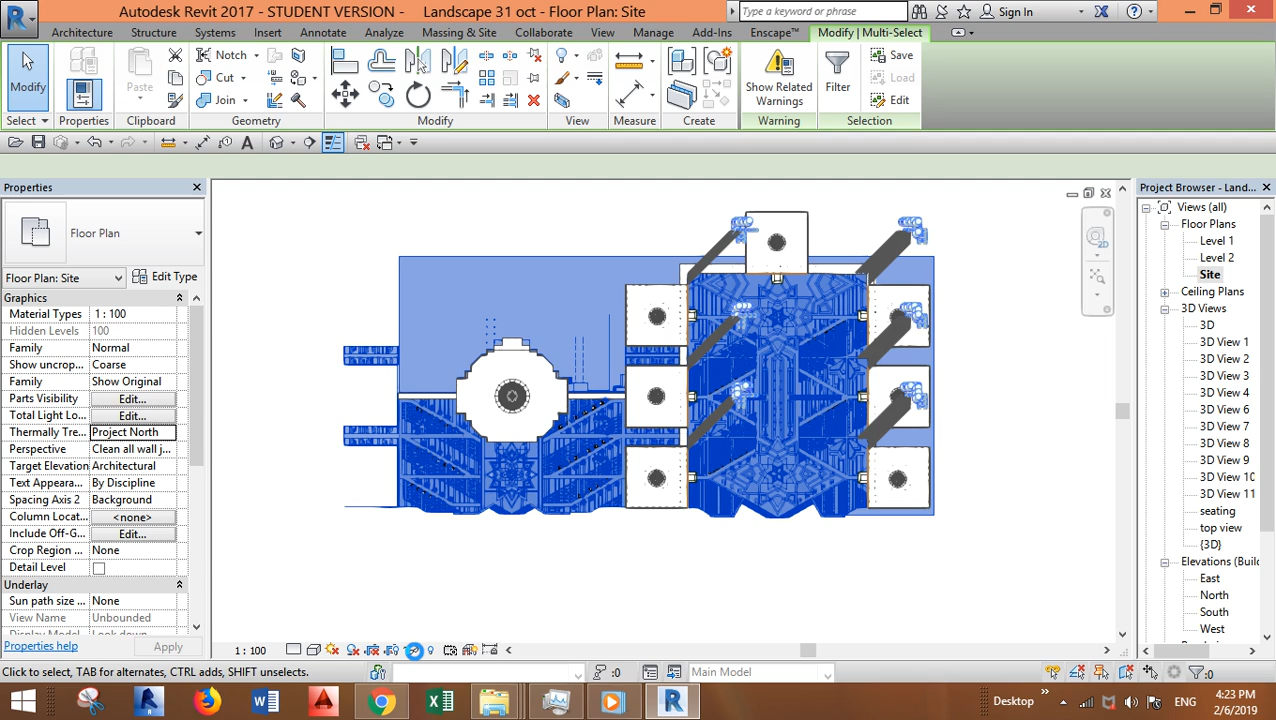 Autodesk Revit 2017 - STUDENT VERSION - Landscape 31 oct - Floor Plan: Site
Type a keyword or phrase
Sign In
Architecture Structure Systems Insert Annotate Analyze Massing & Site Collaborate View Manage Add-Ins Enscape™ Modify | Multi-Select
Modify
Paste
Cut
Join
Show Related
Warnings
Filter
Save
Load
Edit
Select Properties Clipboard Geometry Modify View Measure Create Warning Selection
Properties
Floor Plan
Floor Plan: Site
Edit Type
Graphics
Material Types 1 : 100
Hidden Levels 100
Family Normal
Show uncrop... Coarse
Family Show Original
Parts Visibility Edit...
Total Light Lo... Edit...
Thermally Tre... Project North
Perspective Clean all wall j...
Target Elevation Architectural
Text Appeara... By Discipline
Spacing Axis 2 Background
Column Locat... <none>
Include Off-G... Edit...
Crop Region ... None
Detail Level
Underlay
Sun path size ... None
View Name Unbounded
Display Model Look down
Properties help
Apply
Project Browser - Land...
Views (all)
Floor Plans
Level 1
Level 2
Site
Ceiling Plans
3D Views
3D
3D View 1
3D View 2
3D View 3
3D View 4
3D View 6
3D View 7
3D View 8
3D View 9
3D View 10
3D View 11
seating
top view
{3D}
Elevations (Build
East
North
South
West
1 : 100
Click to select, TAB for alternates, CTRL adds, SHIFT unselects.
:0
Main Model
:0
Desktop
ENG
4:23 PM
2/6/2019